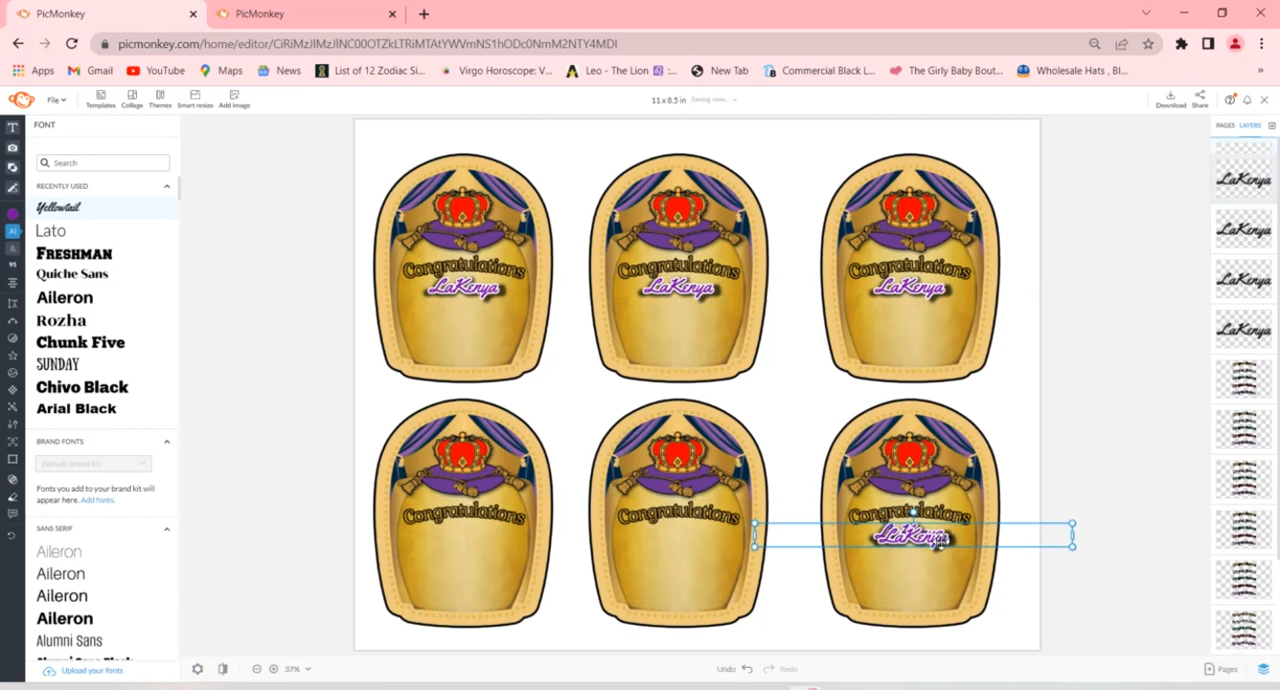 PicMonkey
PicMonkey
picmonkey.com/home/editor/CiRiMzJlMzJlNC00OTZkLTRiMTAtYWVmNS1hODc0NmM2NTY4MDI
Apps
Gmail
YouTube
Maps
News
List of 12 Zodiac Si...
Virgo Horoscope: V...
Leo - The Lion
New Tab
Commercial Black L...
The Girly Baby Bout...
Wholesale Hats , Bl...
File
Templates
Collage
Themes
Smart resize
Add image
11 x 8.5 in
Saving now...
Download
Share
FONT
Search
RECENTLY USED
Yellowtail
Lato
FRESHMAN
Quiche Sans
Aileron
Rozha
Chunk Five
SUNDAY
Chivo Black
Arial Black
BRAND FONTS
Default Brand Kit
Fonts you add to your brand kit will
appear here. Add fonts.
SANS SERIF
Aileron
Aileron
Aileron
Aileron
Alumni Sans
Upload your fonts
Congratulations
LaKenya
Congratulations
LaKenya
Congratulations
LaKenya
Congratulations
Congratulations
Congratulations
LaKenya
PAGES
LAYERS
LaKenya
LaKenya
LaKenya
LaKenya
37%
Undo
Redo
Pages